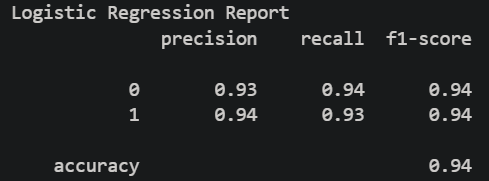 Logistic Regression Report
precision recall f1-score
0 0.93 0.94 0.94
1 0.94 0.93 0.94
accuracy 0.94